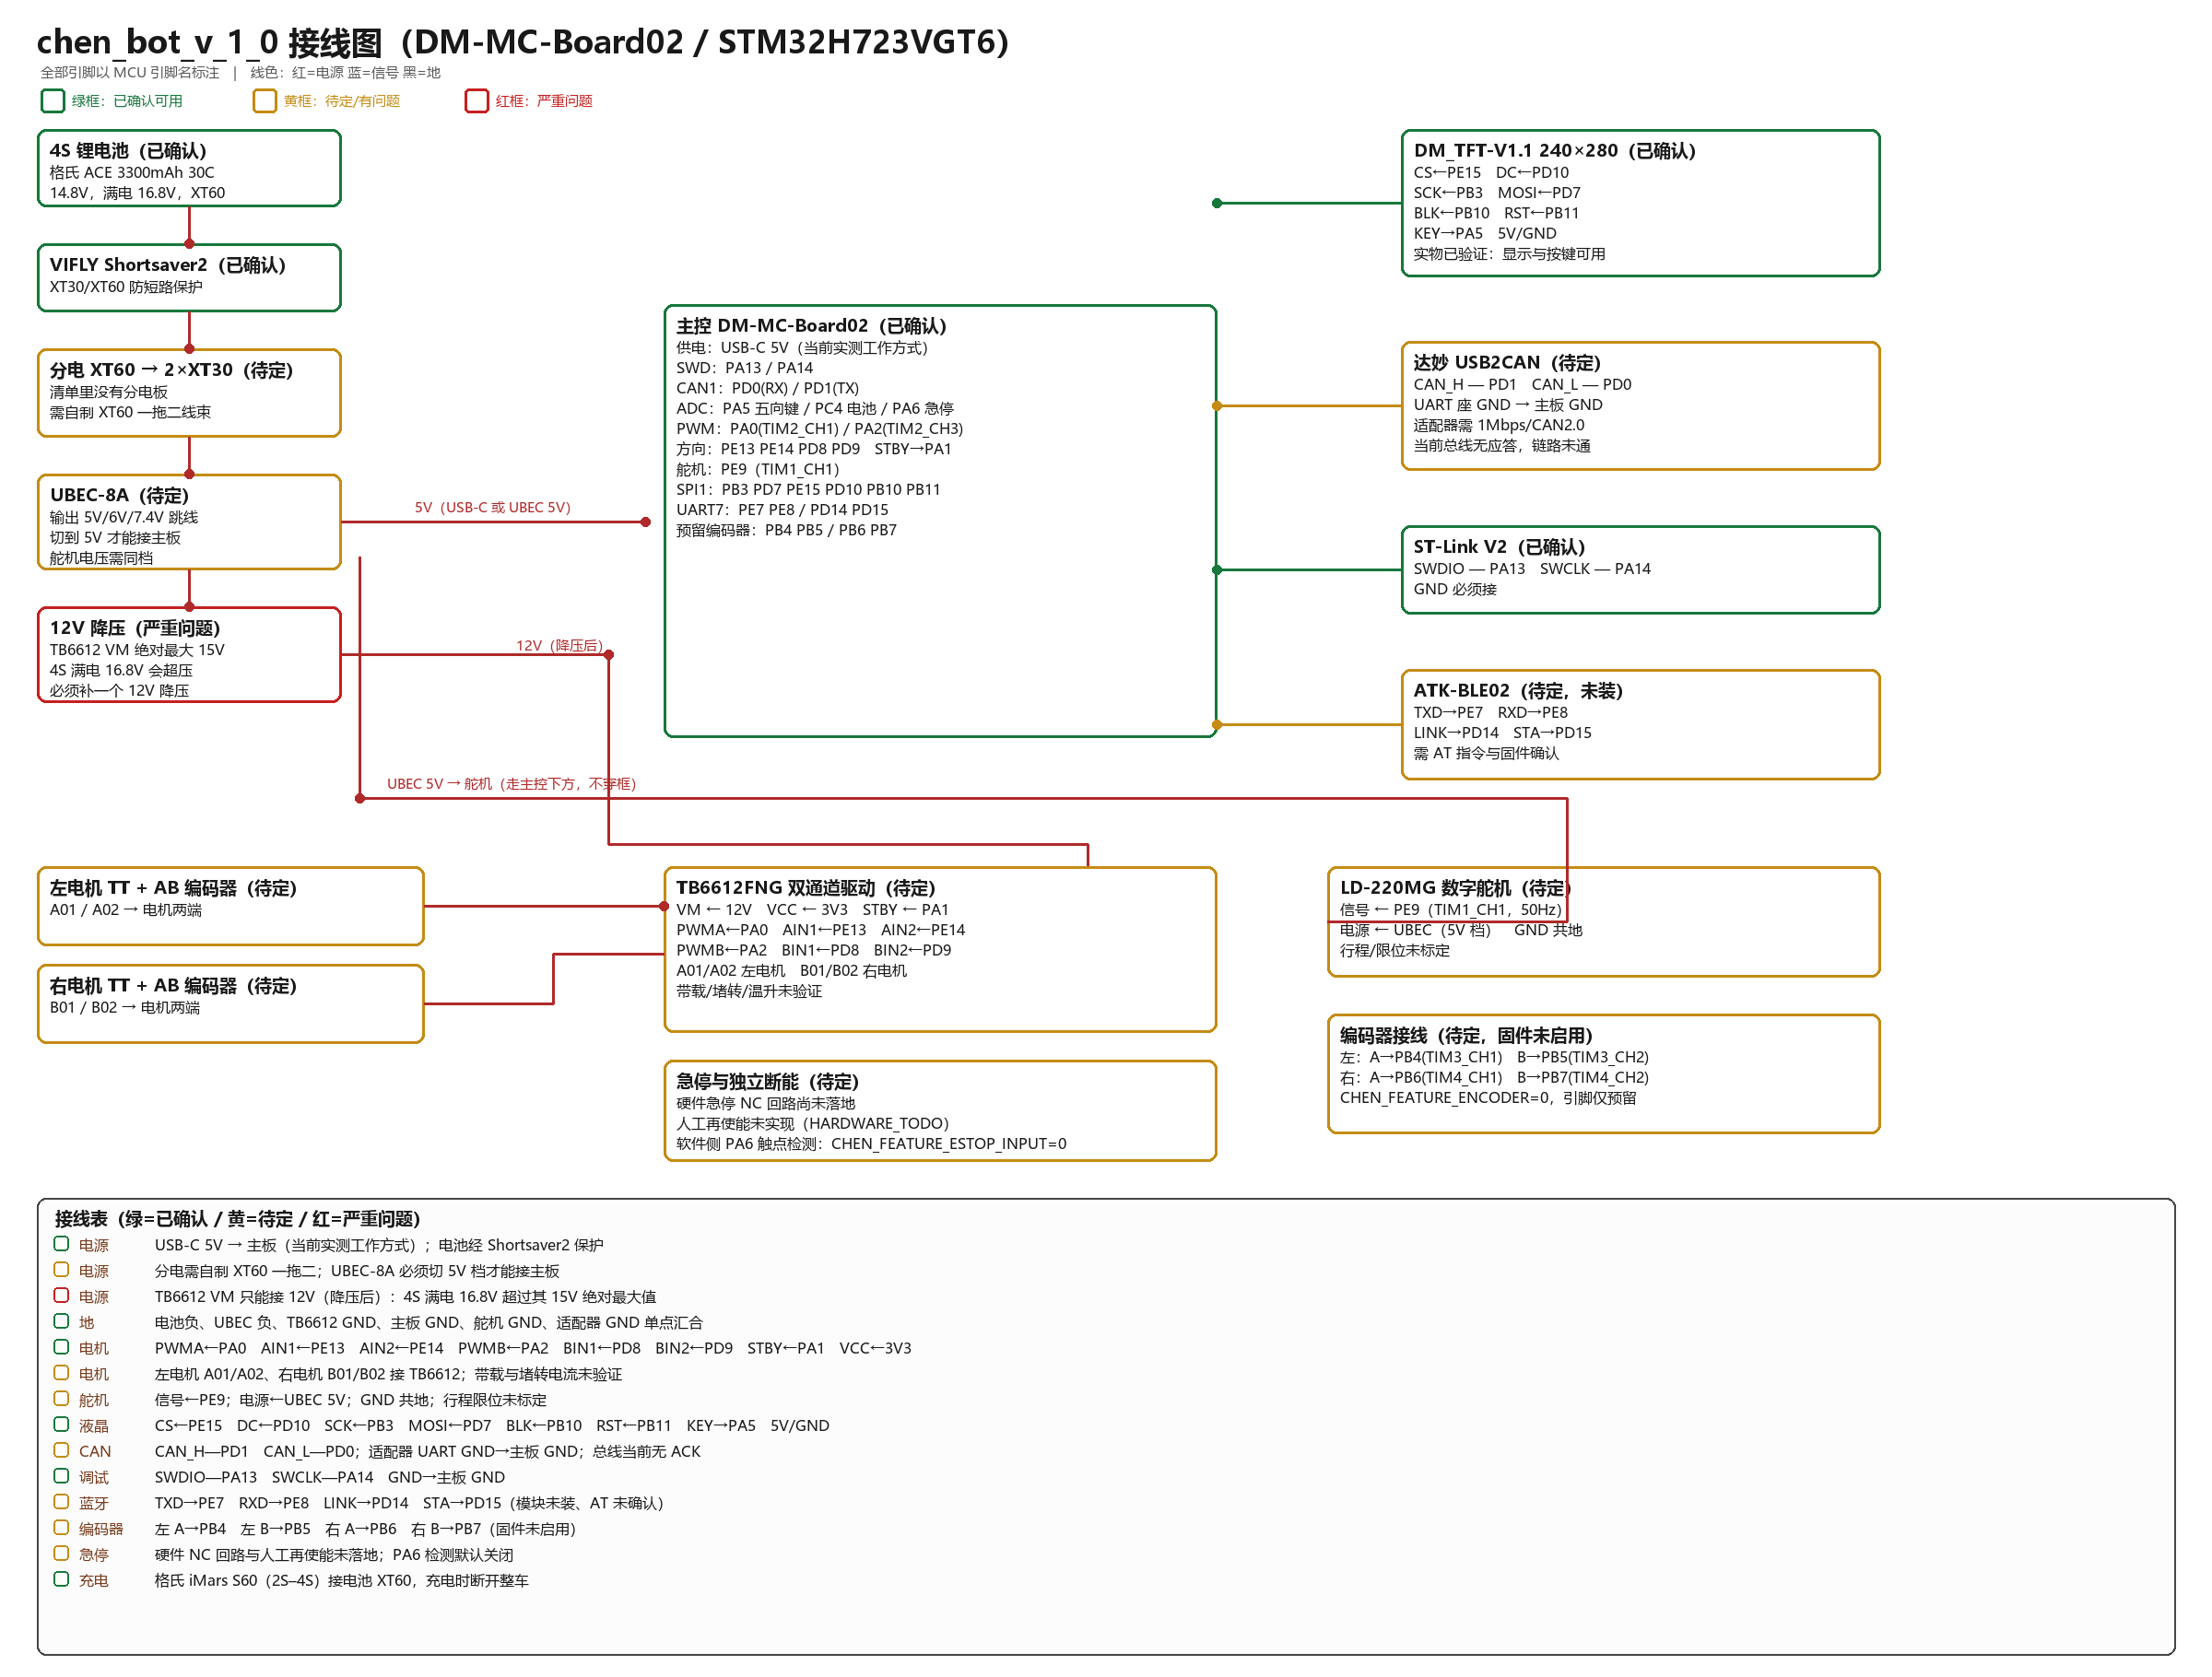 chen_bot_v_1_0 接线图（DM-MC-Board02 / STM32H723VGT6）
全部引脚以 MCU 引脚名标注 | 线色：红=电源 蓝=信号 黑=地
绿框：已确认可用
黄框：待定/有问题
红框：严重问题
4S 锂电池（已确认）
格氏 ACE 3300mAh 30C
14.8V，满电 16.8V，XT60
VIFLY Shortsaver2（已确认）
XT30/XT60 防短路保护
分电 XT60 → 2×XT30（待定）
清单里没有分电板
需自制 XT60 一拖二线束
UBEC-8A（待定）
输出 5V/6V/7.4V 跳线
切到 5V 才能接主板
舵机电压需同档
12V 降压（严重问题）
TB6612 VM 绝对最大 15V
4S 满电 16.8V 会超压
必须补一个 12V 降压
5V（USB-C 或 UBEC 5V）
12V（降压后）
UBEC 5V → 舵机（走主控下方，不穿框）
主控 DM-MC-Board02（已确认）
供电：USB-C 5V（当前实测工作方式）
SWD：PA13 / PA14
CAN1：PD0(RX) / PD1(TX)
ADC：PA5 五向键 / PC4 电池 / PA6 急停
PWM：PA0(TIM2_CH1) / PA2(TIM2_CH3)
方向：PE13 PE14 PD8 PD9 STBY→PA1
舵机：PE9（TIM1_CH1）
SPI1：PB3 PD7 PE15 PD10 PB10 PB11
UART7：PE7 PE8 / PD14 PD15
预留编码器：PB4 PB5 / PB6 PB7
DM_TFT-V1.1 240×280（已确认）
CS←PE15 DC←PD10
SCK←PB3 MOSI←PD7
BLK←PB10 RST←PB11
KEY→PA5 5V/GND
实物已验证：显示与按键可用
达妙 USB2CAN（待定）
CAN_H — PD1 CAN_L — PD0
UART 座 GND → 主板 GND
适配器需 1Mbps/CAN2.0
当前总线无应答，链路未通
ST-Link V2（已确认）
SWDIO — PA13 SWCLK — PA14
GND 必须接
ATK-BLE02（待定，未装）
TXD→PE7 RXD→PE8
LINK→PD14 STA→PD15
需 AT 指令与固件确认
左电机 TT + AB 编码器（待定）
A01 / A02 → 电机两端
右电机 TT + AB 编码器（待定）
B01 / B02 → 电机两端
TB6612FNG 双通道驱动（待定）
VM ← 12V VCC ← 3V3 STBY ← PA1
PWMA←PA0 AIN1←PE13 AIN2←PE14
PWMB←PA2 BIN1←PD8 BIN2←PD9
A01/A02 左电机 B01/B02 右电机
带载/堵转/温升未验证
LD-220MG 数字舵机（待定）
信号 ← PE9（TIM1_CH1，50Hz）
电源 ← UBEC（5V 档） GND 共地
行程/限位未标定
急停与独立断能（待定）
硬件急停 NC 回路尚未落地
人工再使能未实现（HARDWARE_TODO）
软件侧 PA6 触点检测：CHEN_FEATURE_ESTOP_INPUT=0
编码器接线（待定，固件未启用）
左：A→PB4(TIM3_CH1) B→PB5(TIM3_CH2)
右：A→PB6(TIM4_CH1) B→PB7(TIM4_CH2)
CHEN_FEATURE_ENCODER=0，引脚仅预留
接线表（绿=已确认 / 黄=待定 / 红=严重问题）
电源 USB-C 5V → 主板（当前实测工作方式）；电池经 Shortsaver2 保护
电源 分电需自制 XT60 一拖二；UBEC-8A 必须切 5V 档才能接主板
电源 TB6612 VM 只能接 12V（降压后）：4S 满电 16.8V 超过其 15V 绝对最大值
地 电池负、UBEC 负、TB6612 GND、主板 GND、舵机 GND、适配器 GND 单点汇合
电机 PWMA←PA0 AIN1←PE13 AIN2←PE14 PWMB←PA2 BIN1←PD8 BIN2←PD9 STBY←PA1 VCC←3V3
电机 左电机 A01/A02、右电机 B01/B02 接 TB6612；带载与堵转电流未验证
舵机 信号←PE9；电源←UBEC 5V；GND 共地；行程限位未标定
液晶 CS←PE15 DC←PD10 SCK←PB3 MOSI←PD7 BLK←PB10 RST←PB11 KEY→PA5 5V/GND
CAN CAN_H—PD1 CAN_L—PD0；适配器 UART GND→主板 GND；总线当前无 ACK
调试 SWDIO—PA13 SWCLK—PA14 GND→主板 GND
蓝牙 TXD→PE7 RXD→PE8 LINK→PD14 STA→PD15（模块未装、AT 未确认）
编码器 左 A→PB4 左 B→PB5 右 A→PB6 右 B→PB7（固件未启用）
急停 硬件 NC 回路与人工再使能未落地；PA6 检测默认关闭
充电 格氏 iMars S60（2S–4S）接电池 XT60，充电时断开整车